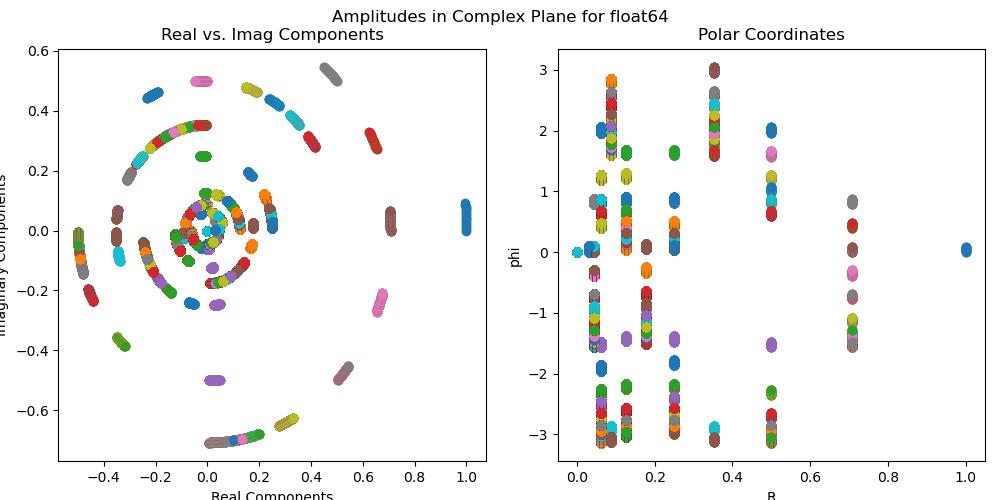 Amplitudes in Complex Plane for float64
Real vs. Imag Components
Polar Coordinates
Imaginary Components
0.6
0.4
0.2
0.0
−0.2
−0.4
−0.6
−0.4 −0.2 0.0 0.2 0.4 0.6 0.8 1.0
Real Components
phi
3
2
1
0
−1
−2
−3
0.0 0.2 0.4 0.6 0.8 1.0
R